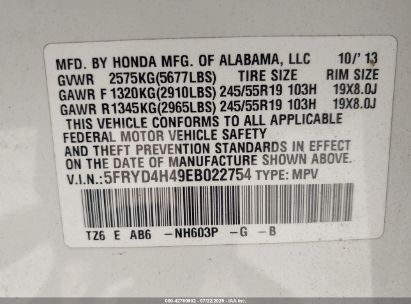 MFD. BY HONDA MFG. OF ALABAMA, LLC 10/'13
GVWR 2575KG(5677LBS) TIRE SIZE RIM SIZE
GAWR F 1320KG(2910LBS) 245/55R19 103H 19X8.0J
GAWR R 1345KG(2965LBS) 245/55R19 103H 19X8.0J
THIS VEHICLE CONFORMS TO ALL APPLICABLE
FEDERAL MOTOR VEHICLE SAFETY
AND THEFT PREVENTION STANDARDS IN EFFECT
ON THE DATE OF MANUFACTURE SHOWN ABOVE.
V.I.N.:5FRYD4H49EB022754 TYPE: MPV
TZ6 E AB6 -NH603P -G -B